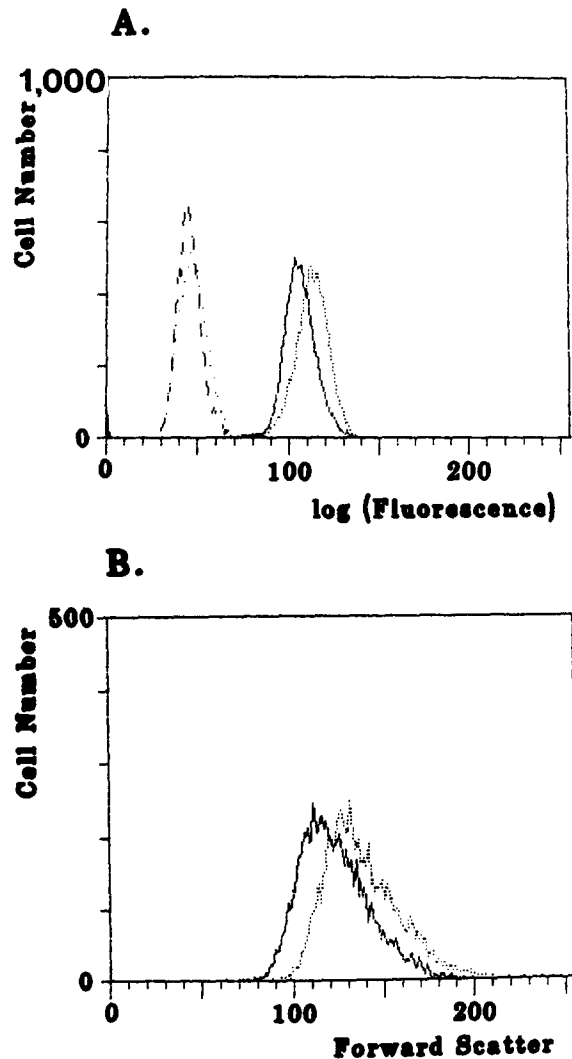 A.
1,000
Cell Number
0
0 100 200
log (Fluorescence)
B.
500
Cell Number
0
0 100 200
Forward Scatter